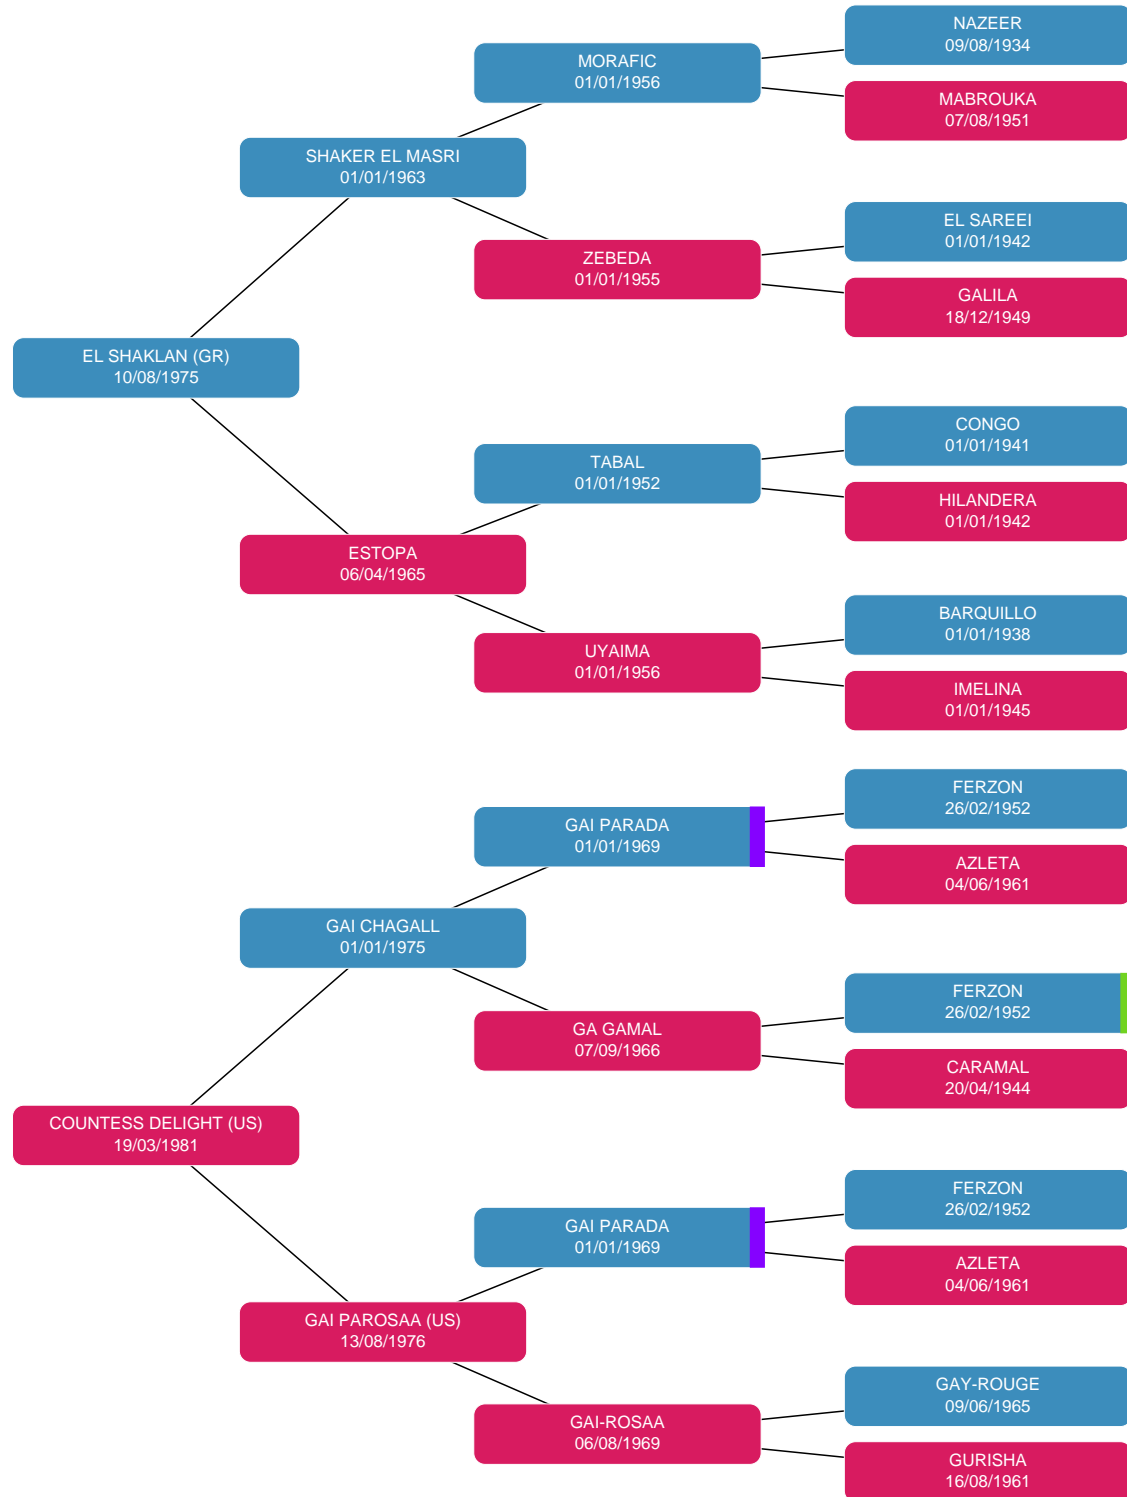 NAZEER
09/08/1934
MORAFIC
01/01/1956
MABROUKA
07/08/1951
SHAKER EL MASRI
01/01/1963
EL SAREEI
01/01/1942
ZEBEDA
01/01/1955
GALILA
18/12/1949
EL SHAKLAN (GR)
10/08/1975
CONGO
01/01/1941
TABAL
01/01/1952
HILANDERA
01/01/1942
ESTOPA
06/04/1965
BARQUILLO
01/01/1938
UYAIMA
01/01/1956
IMELINA
01/01/1945
FERZON
26/02/1952
GAI PARADA
01/01/1969
AZLETA
04/06/1961
GAI CHAGALL
01/01/1975
FERZON
26/02/1952
GA GAMAL
07/09/1966
CARAMAL
20/04/1944
COUNTESS DELIGHT (US)
19/03/1981
FERZON
26/02/1952
GAI PARADA
01/01/1969
AZLETA
04/06/1961
GAI PAROSAA (US)
13/08/1976
GAY-ROUGE
09/06/1965
GAI-ROSAA
06/08/1969
GURISHA
16/08/1961